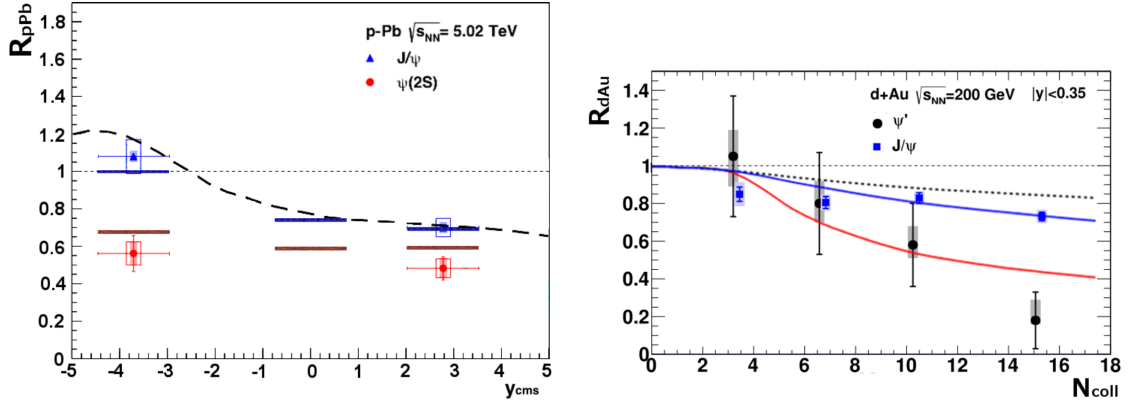 R_pPb
p-Pb √s_NN= 5.02 TeV
J/ψ
ψ(2S)
1.8
1.6
1.4
1.2
1
0.8
0.6
0.4
0.2
0
-5 -4 -3 -2 -1 0 1 2 3 4 5
y_cms
R_dAu
d+Au √s_NN=200 GeV |y|<0.35
ψ'
J/ψ
1.4
1.2
1
0.8
0.6
0.4
0.2
0
0 2 4 6 8 10 12 14 16 18
N_coll